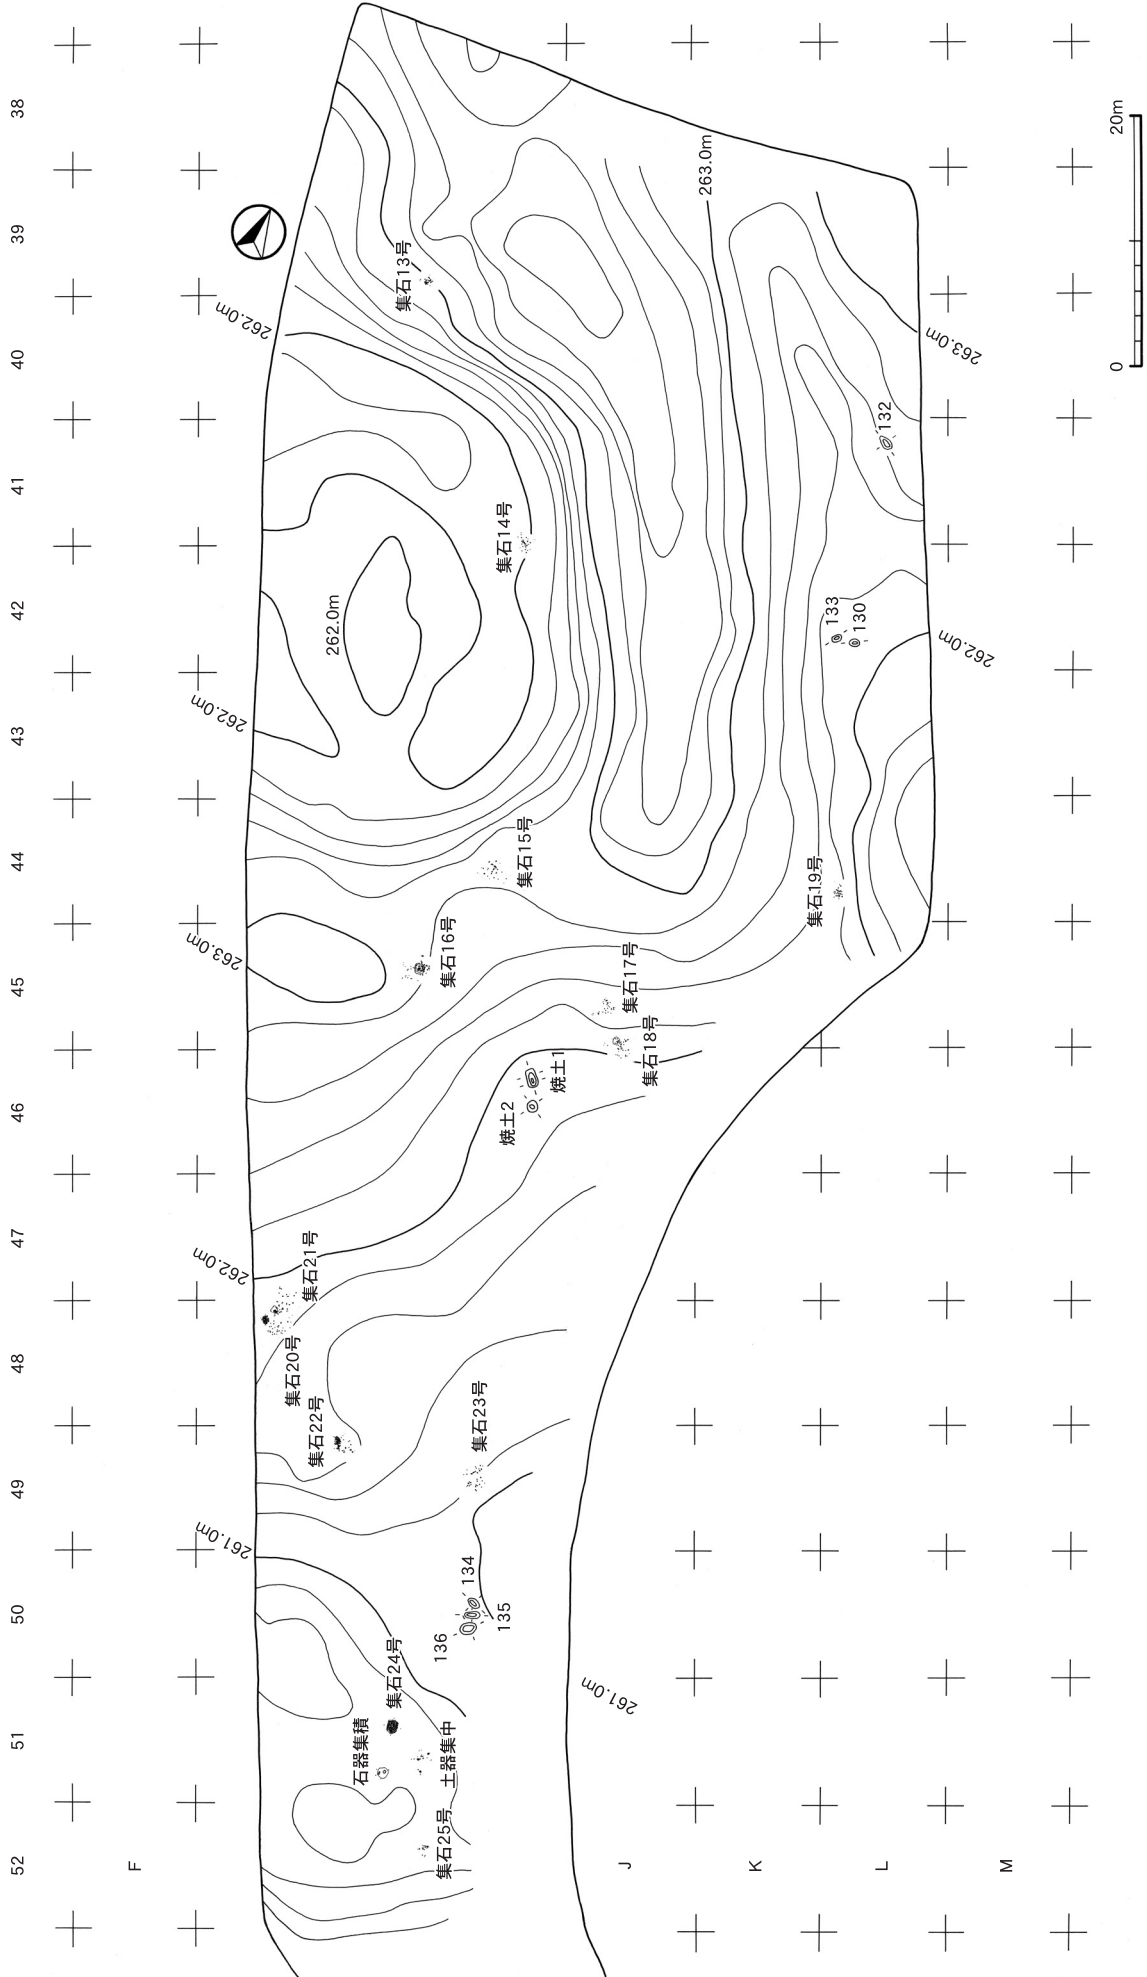 38
39
40
41
42
43
44
45
46
47
48
49
50
51
52
F
J
K
L
M
0
20m
263.0m
262.0m
263.0m
262.0m
262.0m
262.0m
263.0m
262.0m
261.0m
261.0m
集石13号
集石14号
集石15号
集石16号
集石17号
集石18号
集石19号
集石20号
集石21号
集石22号
集石23号
集石24号
集石25号
焼土1
焼土2
石器集積
土器集中
132
133
130
134
135
136